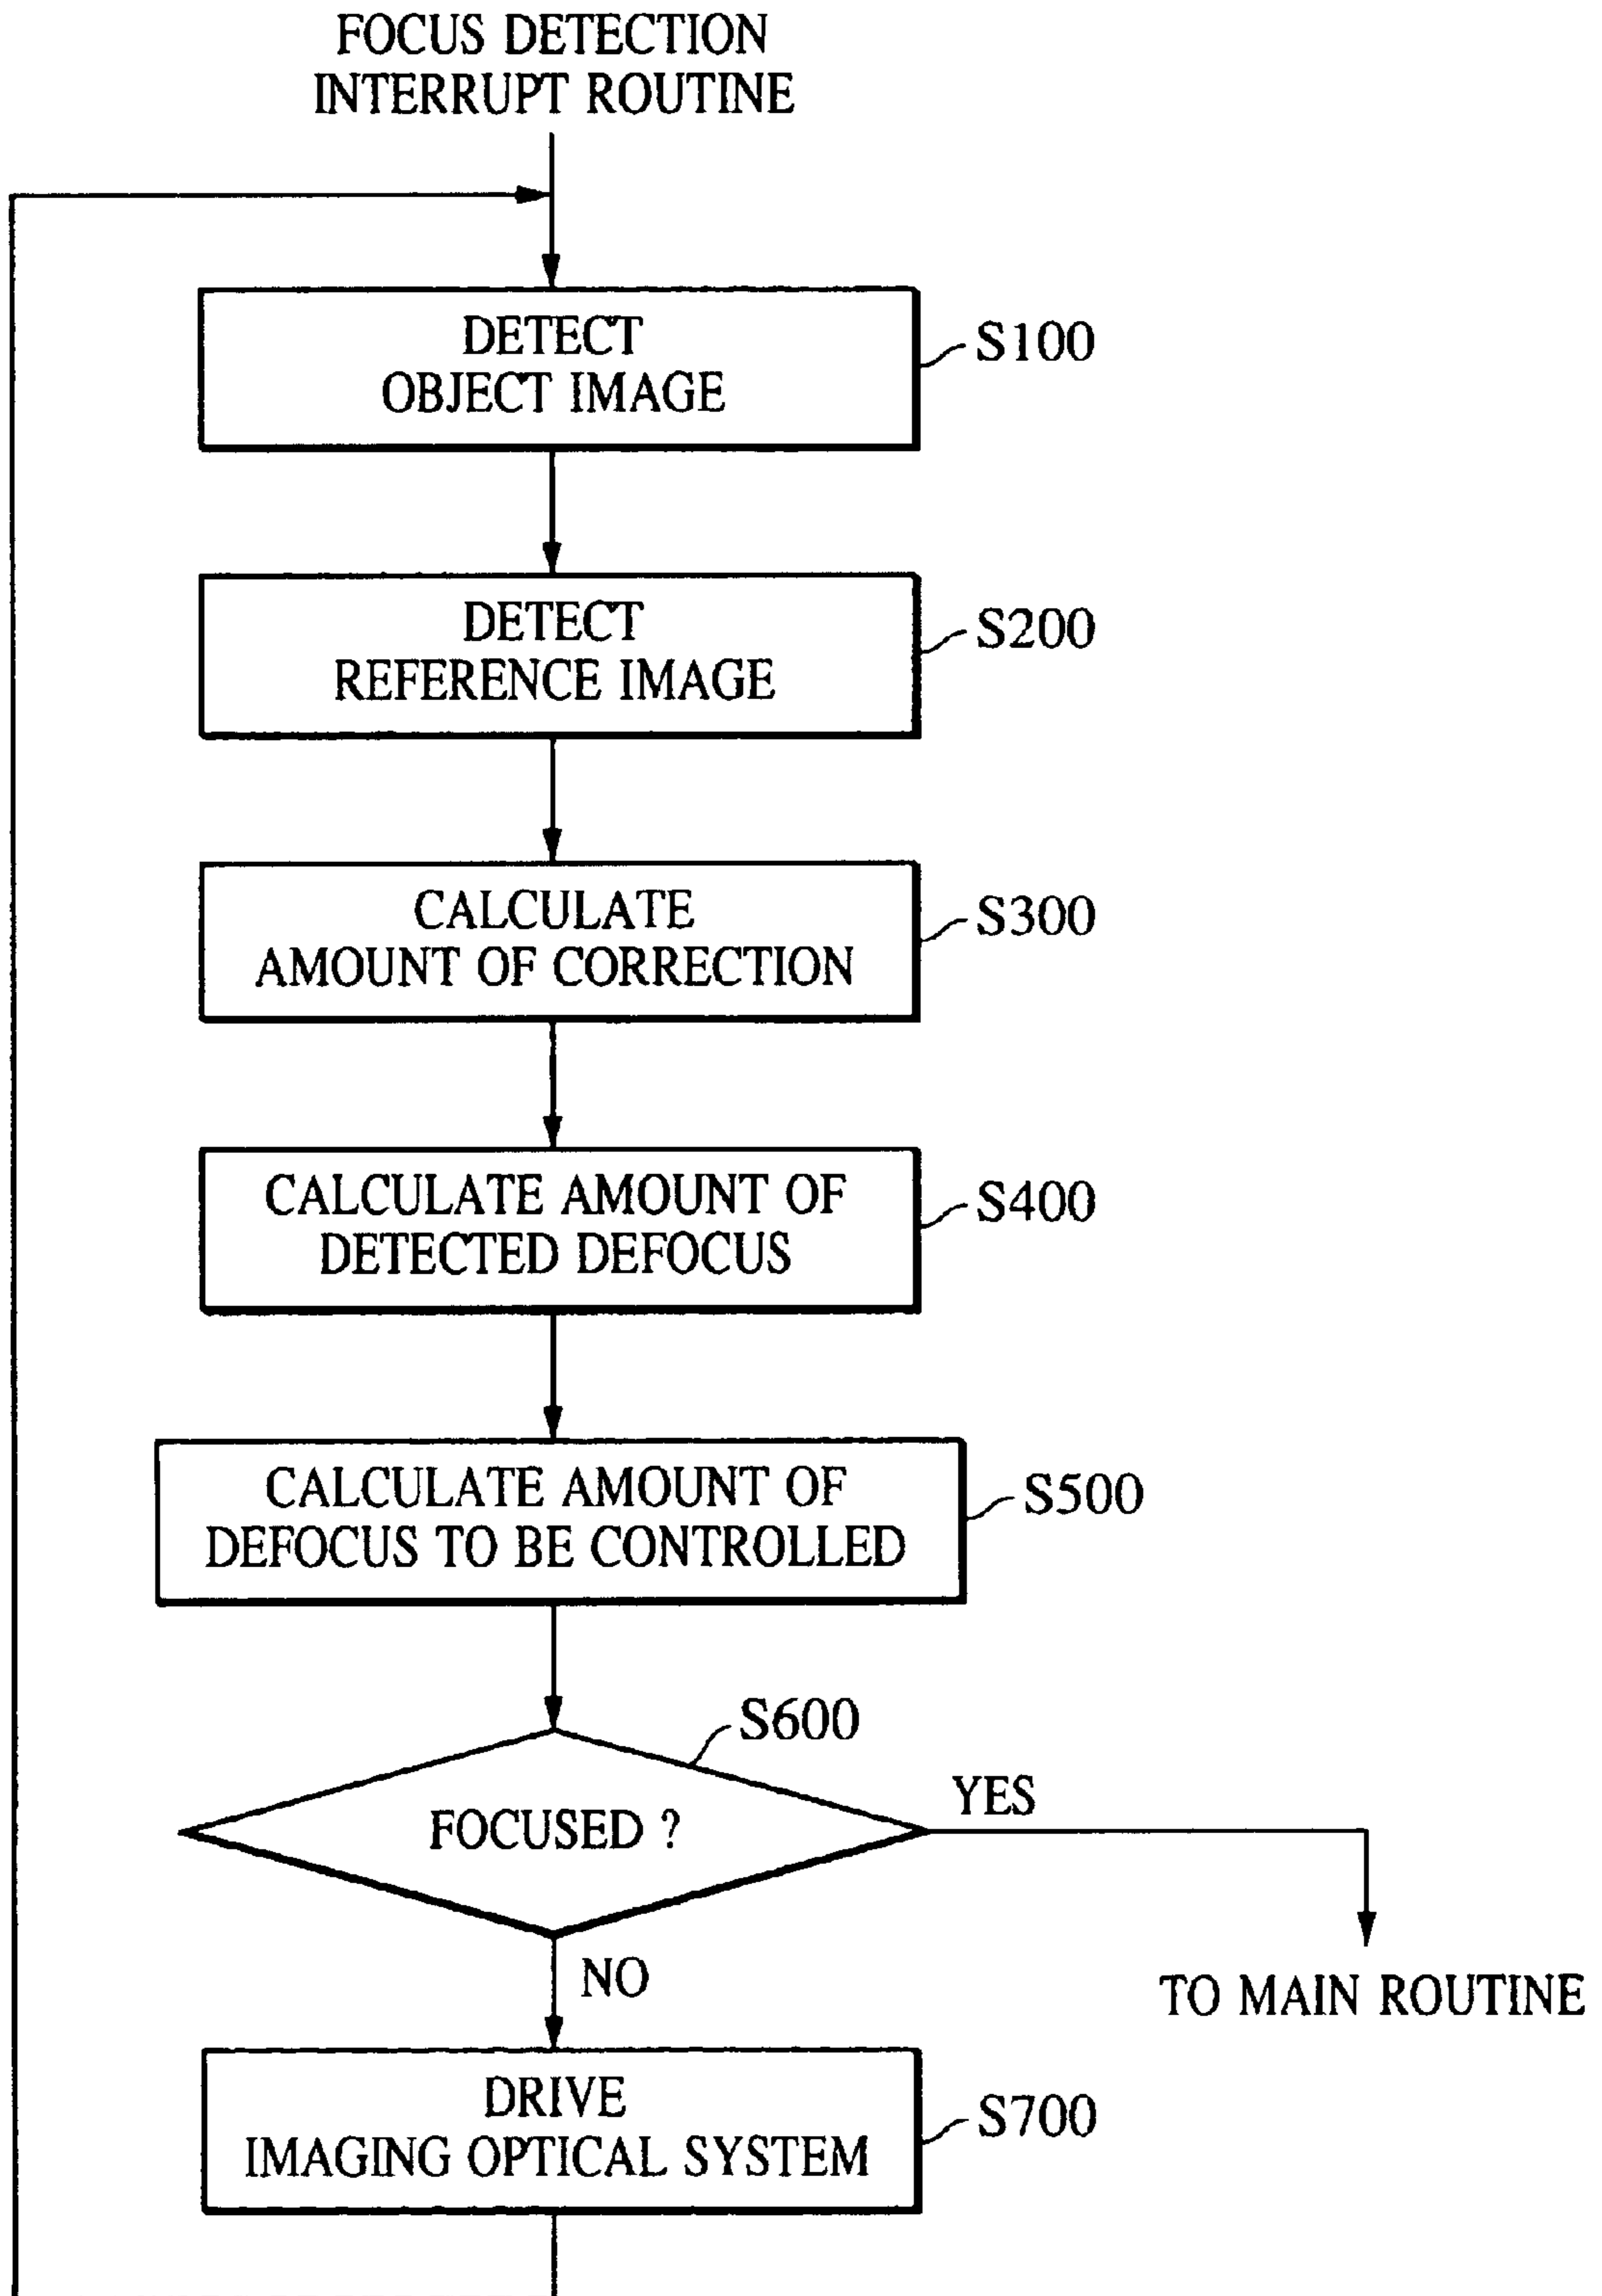 FOCUS DETECTION
INTERRUPT ROUTINE
DETECT
OBJECT IMAGE
S100
DETECT
REFERENCE IMAGE
S200
CALCULATE
AMOUNT OF CORRECTION
S300
CALCULATE AMOUNT OF
DETECTED DEFOCUS
S400
CALCULATE AMOUNT OF
DEFOCUS TO BE CONTROLLED
S500
S600
FOCUSED ?
YES
NO
TO MAIN ROUTINE
DRIVE
IMAGING OPTICAL SYSTEM
S700